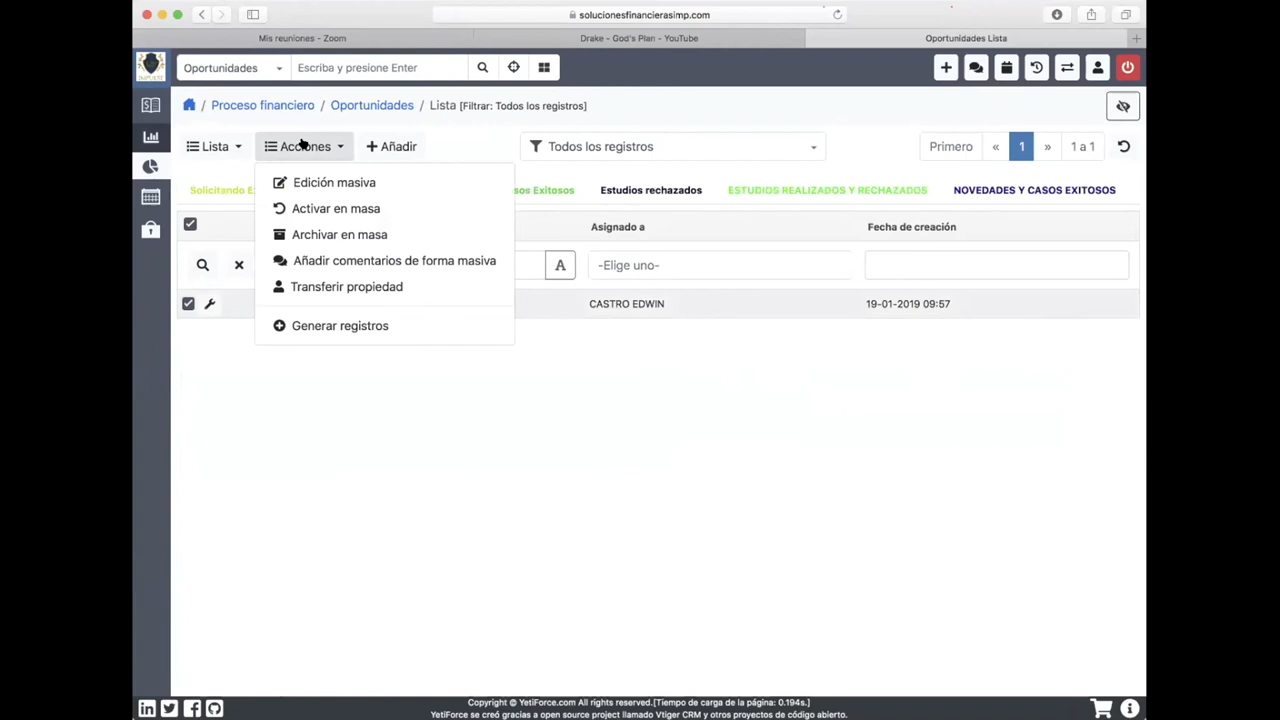 solucionesfinancierasimp.com
Mis reuniones - Zoom
Drake - God's Plan - YouTube
Oportunidades Lista
IMPULSE
Oportunidades
Escriba y presione Enter
/ Proceso financiero / Oportunidades / Lista [Filtrar: Todos los registros]
Lista
Acciones
Añadir
Todos los registros
Primero « 1 » 1 a 1
Solicitando E
sos Exitosos
Estudios rechazados
ESTUDIOS REALIZADOS Y RECHAZADOS
NOVEDADES Y CASOS EXITOSOS
Edición masiva
Activar en masa
Archivar en masa
Añadir comentarios de forma masiva
Transferir propiedad
Generar registros
Asignado a
Fecha de creación
A
-Elige uno-
CASTRO EDWIN
19-01-2019 09:57
Copyright © YetiForce.com All rights reserved.[Tiempo de carga de la página: 0.194s.]
YetiForce se creó gracias a open source project llamado Vtiger CRM y otros proyectos de código abierto.